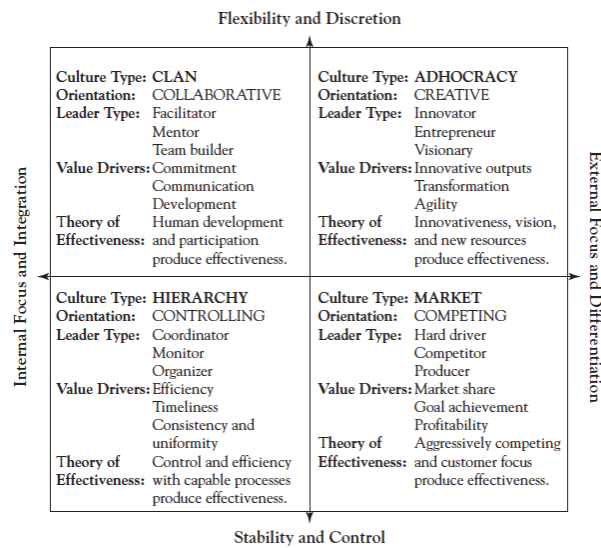 Flexibility and Discretion
Internal Focus and Integration
Culture Type: CLAN
Orientation: COLLABORATIVE
Leader Type: Facilitator
Mentor
Team builder
Value Drivers: Commitment
Communication
Development
Theory of Human development
Effectiveness: and participation
produce effectiveness.
Culture Type: ADHOCRACY
Orientation: CREATIVE
Leader Type: Innovator
Entrepreneur
Visionary
Value Drivers: Innovative outputs
Transformation
Agility
Theory of Innovativeness, vision,
Effectiveness: and new resources
produce effectiveness.
External Focus and Differentiation
Culture Type: HIERARCHY
Orientation: CONTROLLING
Leader Type: Coordinator
Monitor
Organizer
Value Drivers: Efficiency
Timeliness
Consistency and
uniformity
Theory of Control and efficiency
Effectiveness: with capable processes
produce effectiveness.
Culture Type: MARKET
Orientation: COMPETING
Leader Type: Hard driver
Competitor
Producer
Value Drivers: Market share
Goal achievement
Profitability
Theory of Aggressively competing
Effectiveness: and customer focus
produce effectiveness.
Stability and Control